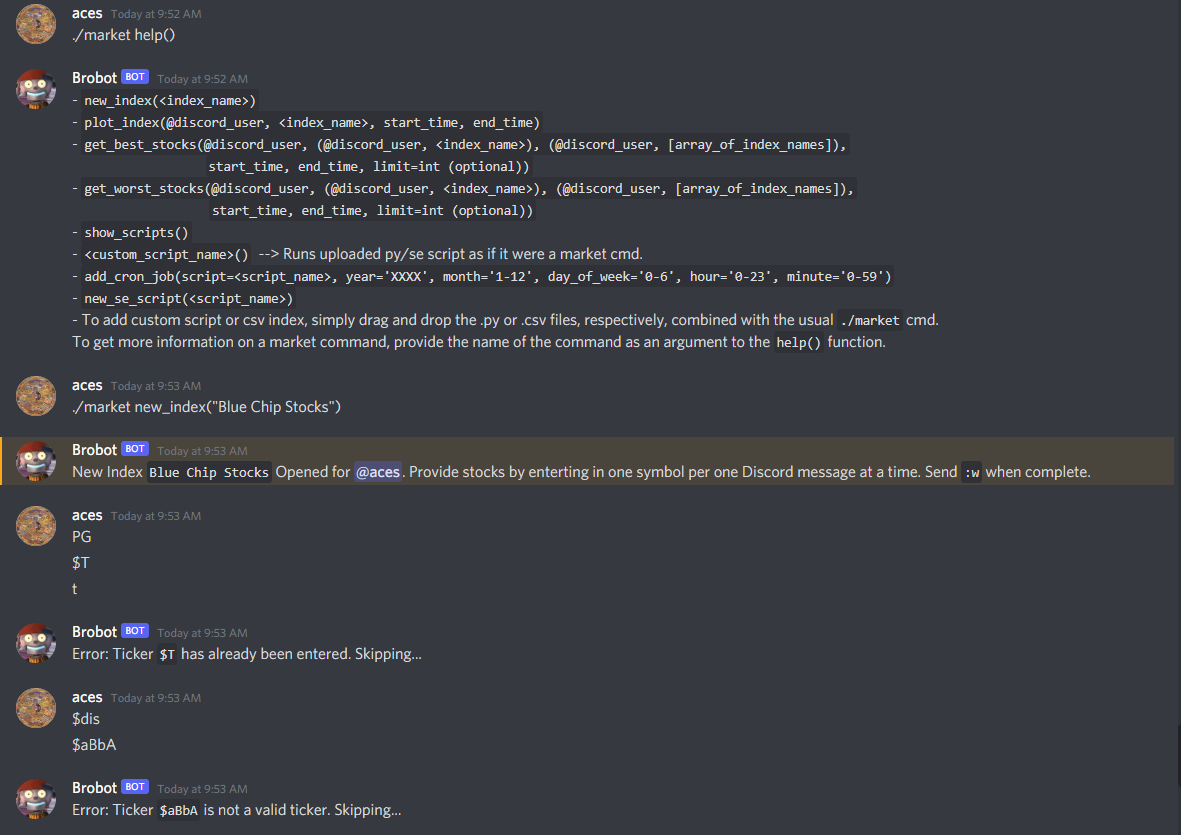 aces Today at 9:52 AM
./market help()
Brobot BOT Today at 9:52 AM
- new_index(<index_name>)
- plot_index(@discord_user, <index_name>, start_time, end_time)
- get_best_stocks(@discord_user, (@discord_user, <index_name>), (@discord_user, [array_of_index_names]),
start_time, end_time, limit=int (optional))
- get_worst_stocks(@discord_user, (@discord_user, <index_name>), (@discord_user, [array_of_index_names]),
start_time, end_time, limit=int (optional))
- show_scripts()
- <custom_script_name>() --> Runs uploaded py/se script as if it were a market cmd.
- add_cron_job(script=<script_name>, year='XXXX', month='1-12', day_of_week='0-6', hour='0-23', minute='0-59')
- new_se_script(<script_name>)
- To add custom script or csv index, simply drag and drop the .py or .csv files, respectively, combined with the usual ./market cmd.
To get more information on a market command, provide the name of the command as an argument to the help() function.
aces Today at 9:53 AM
./market new_index("Blue Chip Stocks")
Brobot BOT Today at 9:53 AM
New Index Blue Chip Stocks Opened for @aces. Provide stocks by enterting in one symbol per one Discord message at a time. Send :w when complete.
aces Today at 9:53 AM
PG
$T
t
Brobot BOT Today at 9:53 AM
Error: Ticker $T has already been entered. Skipping...
aces Today at 9:53 AM
$dis
$aBbA
Brobot BOT Today at 9:53 AM
Error: Ticker $aBbA is not a valid ticker. Skipping...